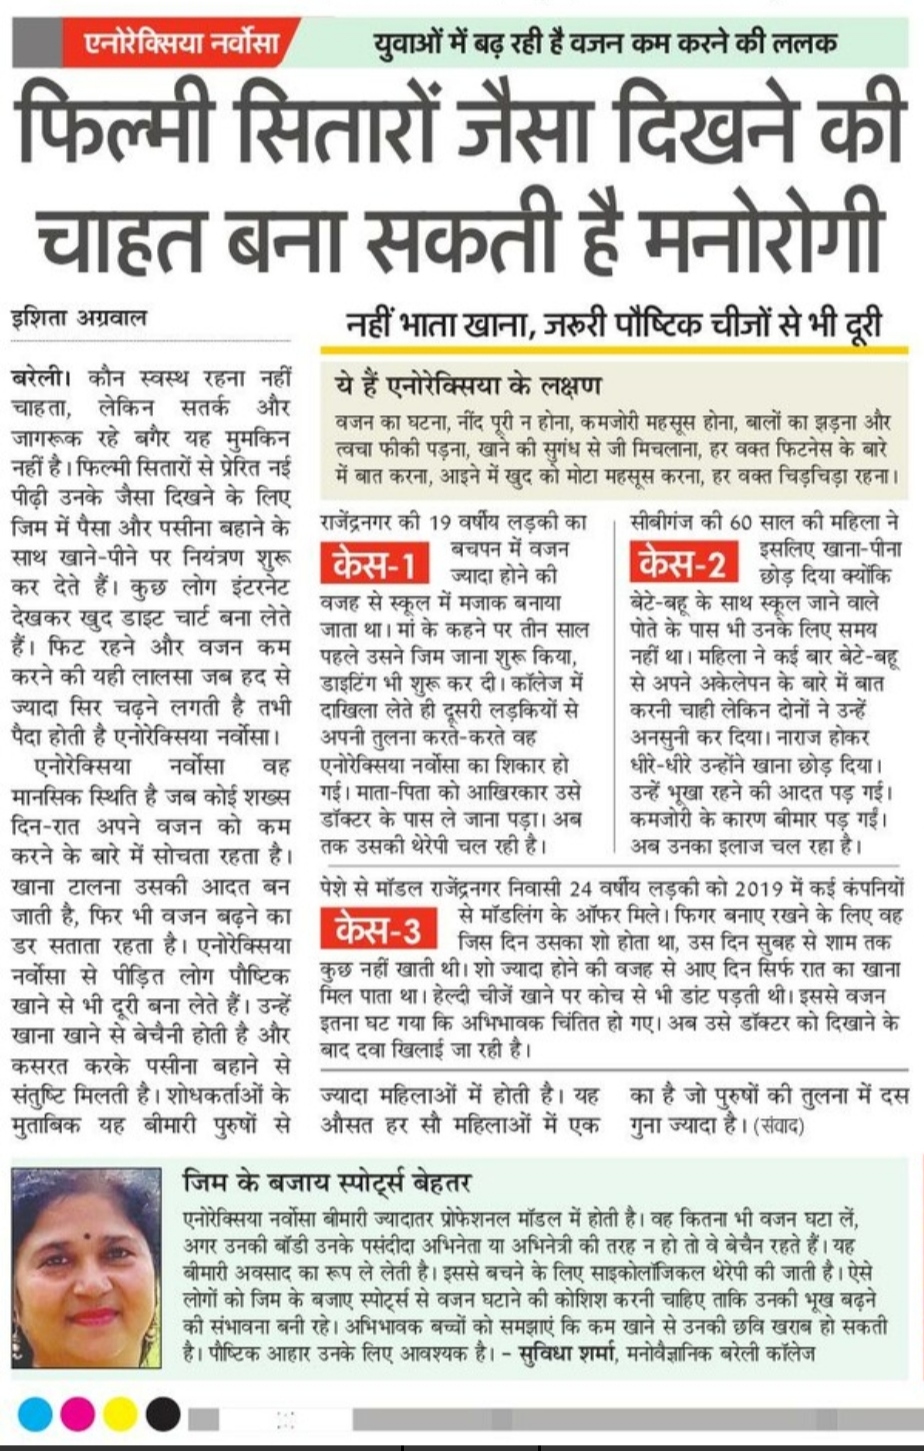 एनोरेक्सिया नर्वोसा
युवाओं में बढ़ रही है वजन कम करने की ललक
फिल्मी सितारों जैसा दिखने की
चाहत बना सकती है मनोरोगी
इशिता अग्रवाल
बरेली। कौन स्वस्थ रहना नहीं
चाहता, लेकिन सतर्क और
जागरूक रहे बगैर यह मुमकिन
नहीं है। फिल्मी सितारों से प्रेरित नई
पीढ़ी उनके जैसा दिखने के लिए
जिम में पैसा और पसीना बहाने के
साथ खाने-पीने पर नियंत्रण शुरू
कर देते हैं। कुछ लोग इंटरनेट
देखकर खुद डाइट चार्ट बना लेते
हैं। फिट रहने और वजन कम
करने की यही लालसा जब हद से
ज्यादा सिर चढ़ने लगती है तभी
पैदा होती है एनोरेक्सिया नर्वोसा।
एनोरेक्सिया नर्वोसा वह
मानसिक स्थिति है जब कोई शख्स
दिन-रात अपने वजन को कम
करने के बारे में सोचता रहता है।
खाना टालना उसकी आदत बन
जाती है, फिर भी वजन बढ़ने का
डर सताता रहता है। एनोरेक्सिया
नर्वोसा से पीड़ित लोग पौष्टिक
खाने से भी दूरी बना लेते हैं। उन्हें
खाना खाने से बेचैनी होती है और
कसरत करके पसीना बहाने से
संतुष्टि मिलती है। शोधकर्ताओं के
मुताबिक यह बीमारी पुरुषों से
नहीं भाता खाना, जरूरी पौष्टिक चीजों से भी दूरी
ये हैं एनोरेक्सिया के लक्षण
वजन का घटना, नींद पूरी न होना, कमजोरी महसूस होना, बालों का झड़ना और
त्वचा फीकी पड़ना, खाने की सुगंध से जी मिचलाना, हर वक्त फिटनेस के बारे
में बात करना, आइने में खुद को मोटा महसूस करना, हर वक्त चिड़चिड़ा रहना।
राजेंद्रनगर की 19 वर्षीय लड़की का
केस-1
बचपन में वजन
ज्यादा होने की
वजह से स्कूल में मजाक बनाया
जाता था। मां के कहने पर तीन साल
पहले उसने जिम जाना शुरू किया,
डाइटिंग भी शुरू कर दी। कॉलेज में
दाखिला लेते ही दूसरी लड़कियों से
अपनी तुलना करते-करते वह
एनोरेक्सिया नर्वोसा का शिकार हो
गई। माता-पिता को आखिरकार उसे
डॉक्टर के पास ले जाना पड़ा। अब
तक उसकी थेरेपी चल रही है।
सीबीगंज की 60 साल की महिला ने
केस-2
इसलिए खाना-पीना
छोड़ दिया क्योंकि
बेटे-बहू के साथ स्कूल जाने वाले
पोते के पास भी उनके लिए समय
नहीं था। महिला ने कई बार बेटे-बहू
से अपने अकेलेपन के बारे में बात
करनी चाही लेकिन दोनों ने उन्हें
अनसुनी कर दिया। नाराज होकर
धीरे-धीरे उन्होंने खाना छोड़ दिया।
उन्हें भूखा रहने की आदत पड़ गई।
कमजोरी के कारण बीमार पड़ गईं।
अब उनका इलाज चल रहा है।
पेशे से मॉडल राजेंद्रनगर निवासी 24 वर्षीय लड़की को 2019 में कई कंपनियों
केस-3
से मॉडलिंग के ऑफर मिले। फिगर बनाए रखने के लिए वह
जिस दिन उसका शो होता था, उस दिन सुबह से शाम तक
कुछ नहीं खाती थी। शो ज्यादा होने की वजह से आए दिन सिर्फ रात का खाना
मिल पाता था। हेल्दी चीजें खाने पर कोच से भी डांट पड़ती थी। इससे वजन
इतना घट गया कि अभिभावक चिंतित हो गए। अब उसे डॉक्टर को दिखाने के
बाद दवा खिलाई जा रही है।
ज्यादा महिलाओं में होती है। यह
औसत हर सौ महिलाओं में एक
का है जो पुरुषों की तुलना में दस
गुना ज्यादा है। (संवाद)
जिम के बजाय स्पोर्ट्स बेहतर
एनोरेक्सिया नर्वोसा बीमारी ज्यादातर प्रोफेशनल मॉडल में होती है। वह कितना भी वजन घटा लें,
अगर उनकी बॉडी उनके पसंदीदा अभिनेता या अभिनेत्री की तरह न हो तो वे बेचैन रहते हैं। यह
बीमारी अवसाद का रूप ले लेती है। इससे बचने के लिए साइकोलॉजिकल थेरेपी की जाती है। ऐसे
लोगों को जिम के बजाए स्पोर्ट्स से वजन घटाने की कोशिश करनी चाहिए ताकि उनकी भूख बढ़ने
की संभावना बनी रहे। अभिभावक बच्चों को समझाएं कि कम खाने से उनकी छवि खराब हो सकती
है। पौष्टिक आहार उनके लिए आवश्यक है। – सुविधा शर्मा, मनोवैज्ञानिक बरेली कॉलेज